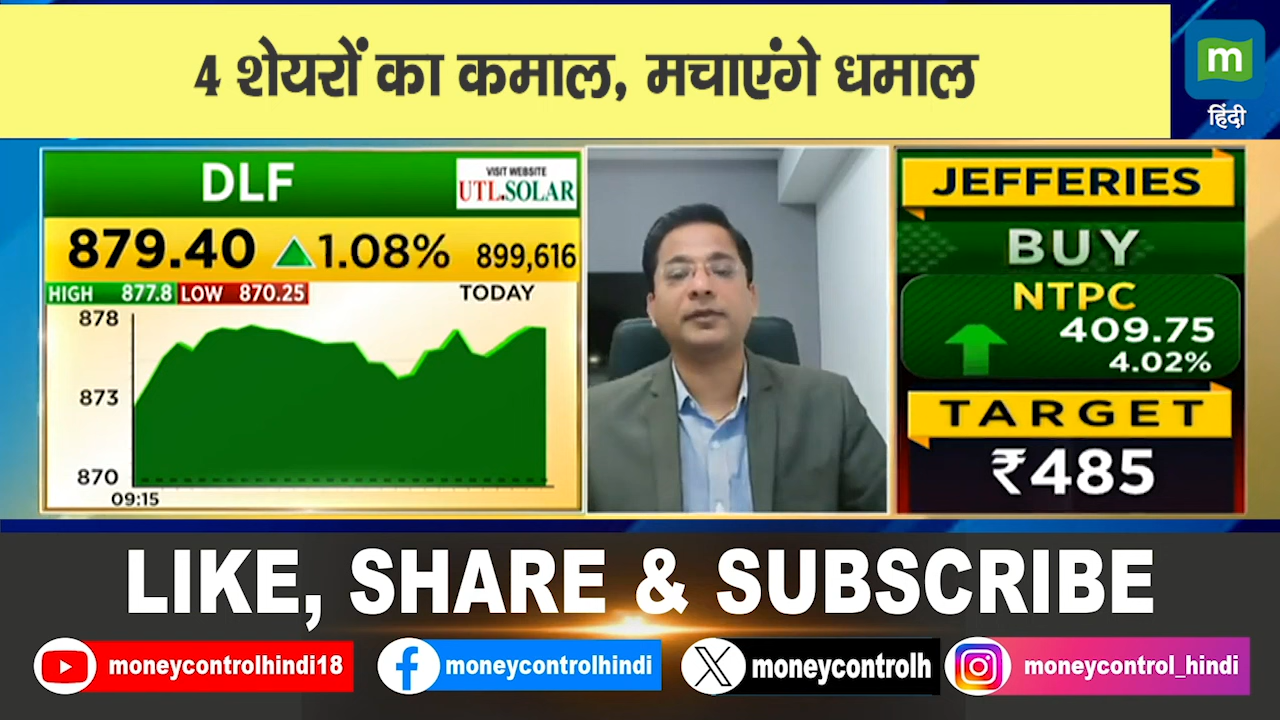 4 शेयरों का कमाल, मचाएंगे धमाल
m
हिंदी
DLF
VISIT WEBSITE
UTL.SOLAR
879.40 1.08% 899,616
HIGH 877.8 LOW 870.25 TODAY
878
873
870
09:15
JEFFERIES
BUY
NTPC
409.75
4.02%
TARGET
₹485
LIKE, SHARE & SUBSCRIBE
moneycontrolhindi18 moneycontrolhindi moneycontrolh moneycontrol_hindi